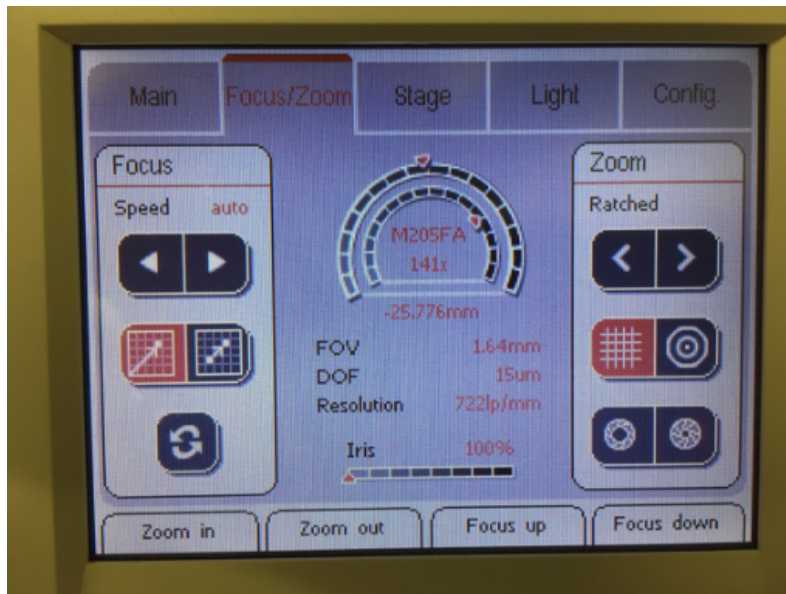 Main
Focus/Zoom
Stage
Light
Config.
Focus
Speed auto
M205FA
141x
-25.776mm
FOV 1.64mm
DOF 15um
Resolution 722lp/mm
Iris 100%
Zoom
Ratched
Zoom in
Zoom out
Focus up
Focus down